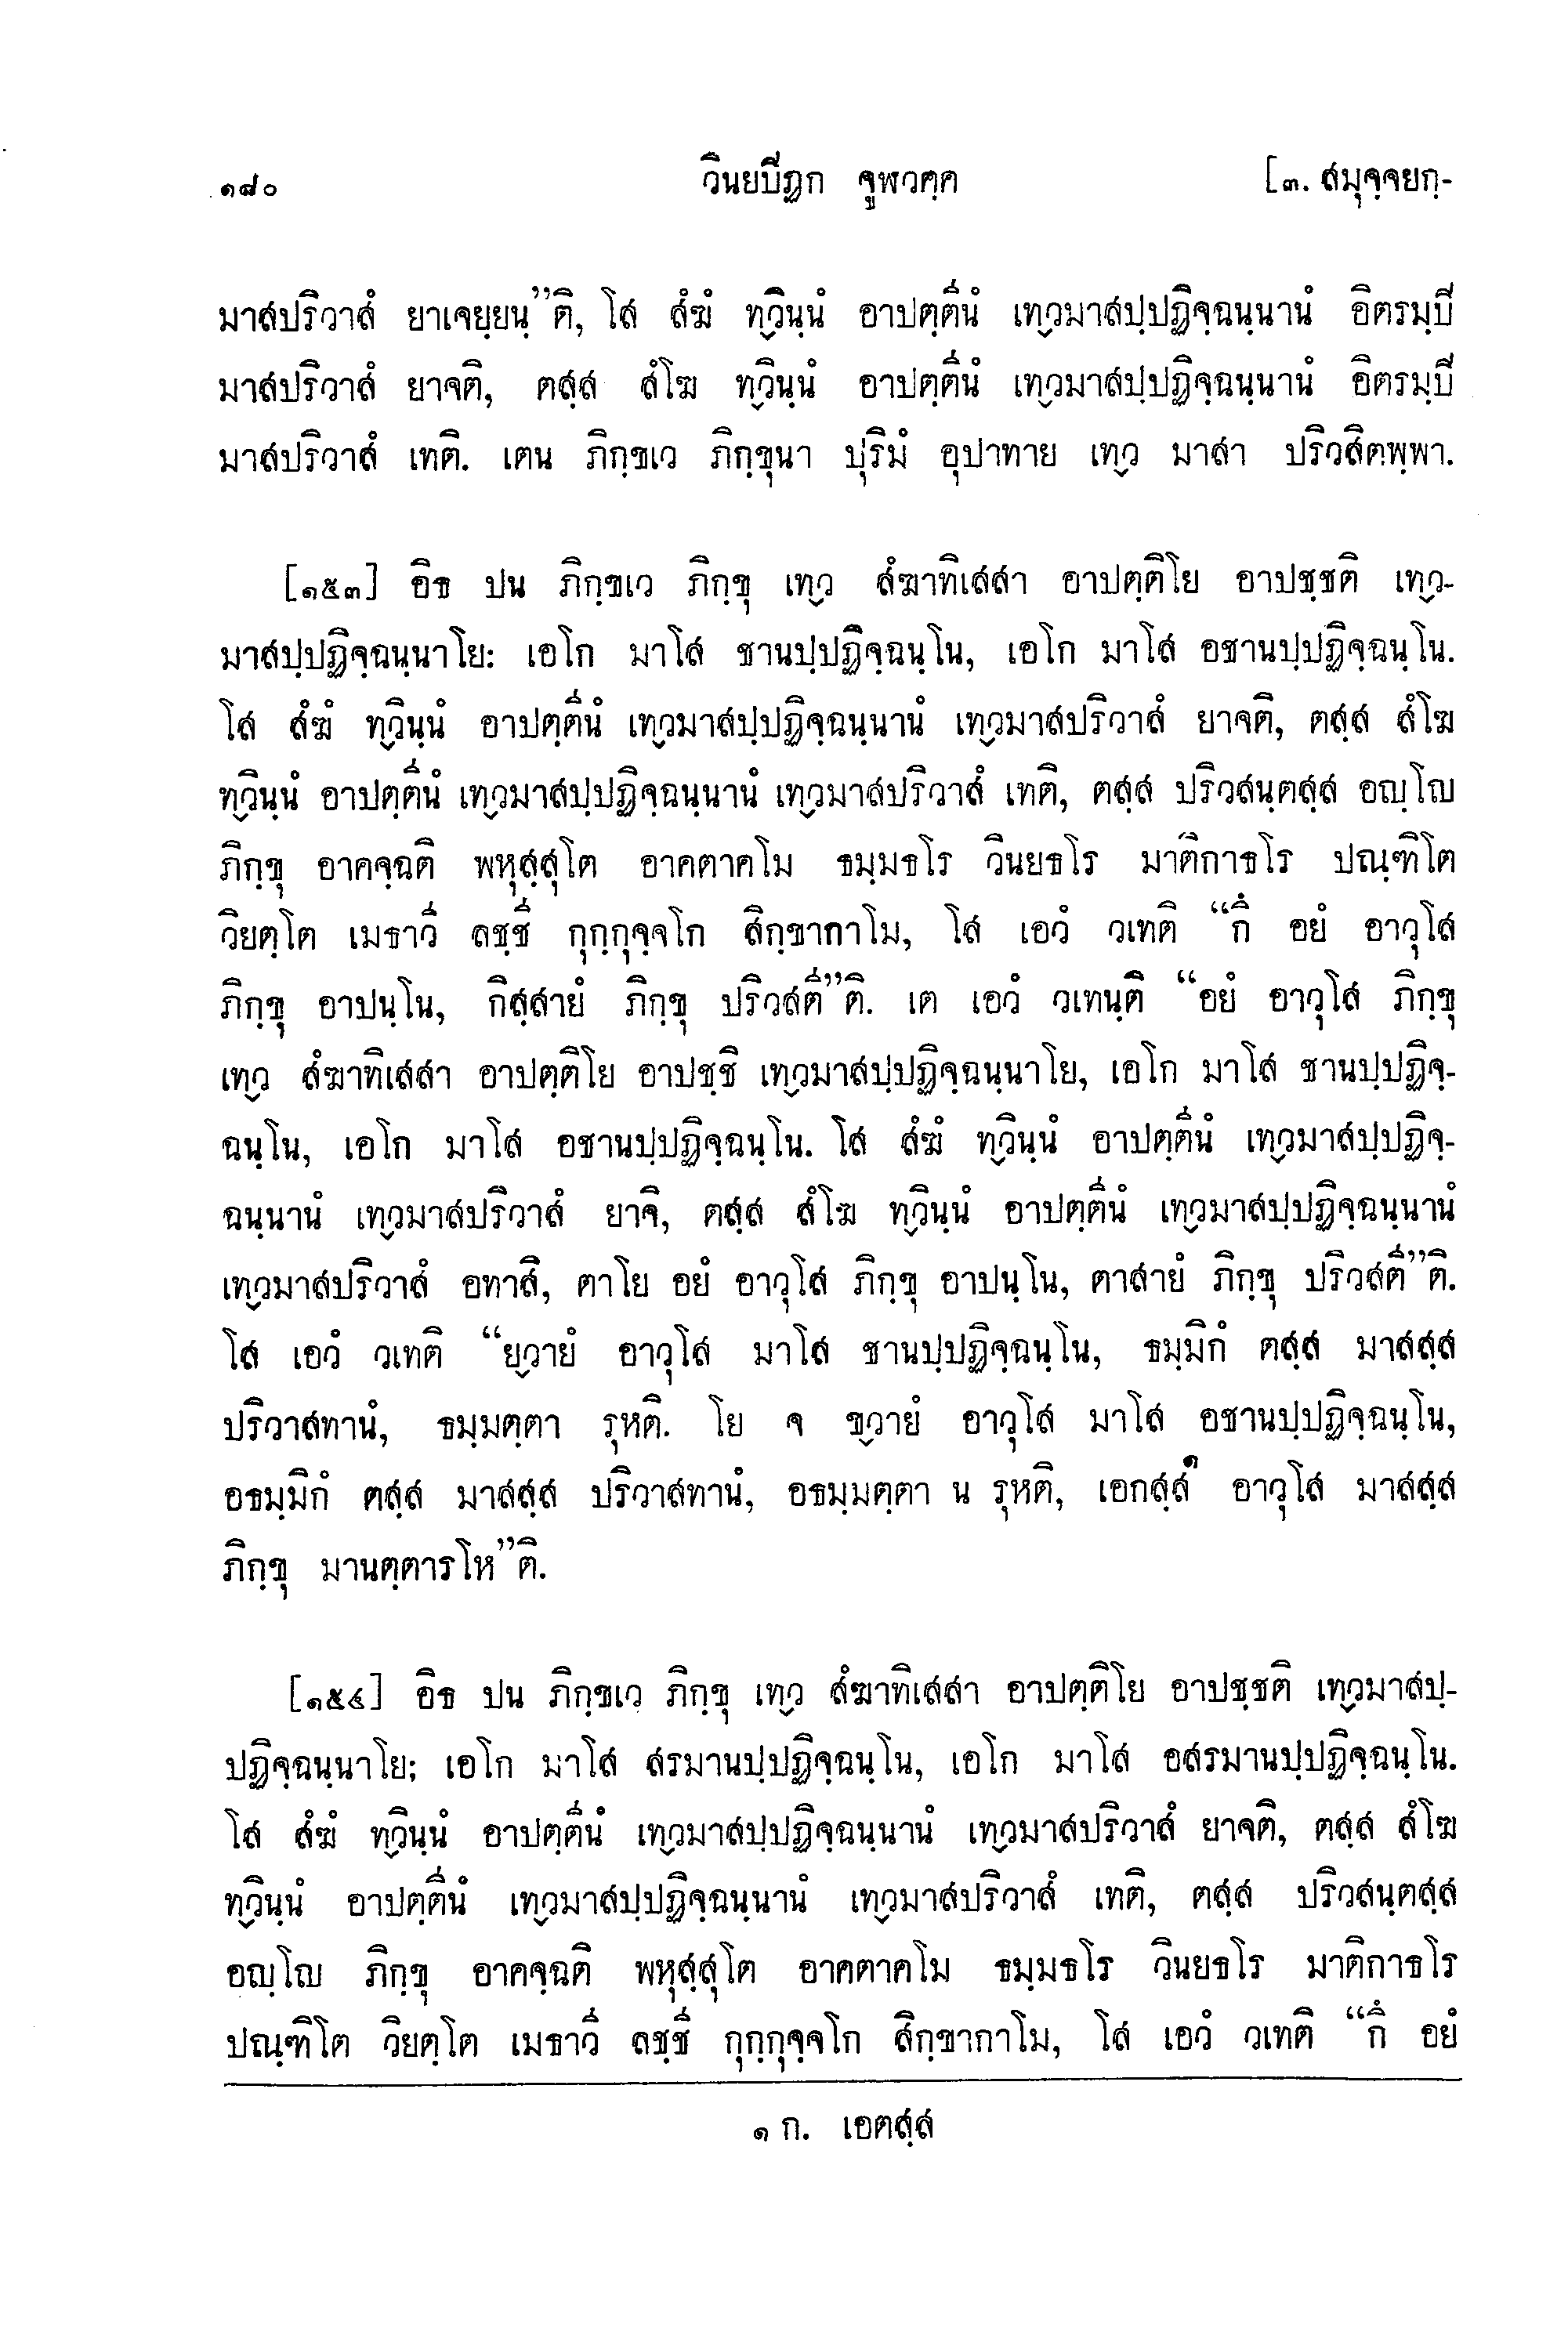 ๑๘๐ วินยปิฏก จูฬวคฺค [๓. สมุจฺจยกฺ-
มาสปริวาสํ ยาเจยฺยนฺ”ติ, โส สํฆํ ทฺวินฺนํ อาปตฺตีนํ เทฺวมาสปฺปฏิจฺฉนฺนานํ อิตรมฺปิ
มาสปริวาสํ ยาจติ, ตสฺส สํโฆ ทฺวินฺนํ อาปตฺตีนํ เทฺวมาสปฺปฏิจฺฉนฺนานํ อิตรมฺปิ
มาสปริวาสํ เทติ. เตน ภิกฺขเว ภิกฺขุนา ปุริมํ อุปาทาย เทฺว มาสา ปริวสิตพฺพา.
[๑๕๓] อิธ ปน ภิกฺขเว ภิกฺขุ เทฺว สํฆาทิเสสา อาปตฺติโย อาปชฺชติ เทฺว-
มาสปฺปฏิจฺฉนฺนาโย: เอโก มาโส ชานปฺปฏิจฺฉนฺโน, เอโก มาโส อชานปฺปฏิจฺฉนฺโน.
โส สํฆํ ทฺวินฺนํ อาปตฺตีนํ เทฺวมาสปฺปฏิจฺฉนฺนานํ เทฺวมาสปริวาสํ ยาจติ, ตสฺส สํโฆ
ทฺวินฺนํ อาปตฺตีนํ เทฺวมาสปฺปฏิจฺฉนฺนานํ เทฺวมาสปริวาสํ เทติ, ตสฺส ปริวสนฺตสฺส อญฺโญ
ภิกฺขุ อาคจฺฉติ พหุสฺสุโต อาคตาคโม ธมฺมธโร วินยธโร มาติกาธโร ปณฺฑิโต
วิยตฺโต เมธาวี ลชฺชี กุกฺกุจฺจโก สิกฺขากาโม, โส เอวํ วเทติ “กึ อยํ อาวุโส
ภิกฺขุ อาปนฺโน, กิสฺสายํ ภิกฺขุ ปริวสตี”ติ. เต เอวํ วเทนฺติ “อยํ อาวุโส ภิกฺขุ
เทฺว สํฆาทิเสสา อาปตฺติโย อาปชฺชิ เทฺวมาสปฺปฏิจฺฉนฺนาโย, เอโก มาโส ชานปฺปฏิจฺ-
ฉนฺโน, เอโก มาโส อชานปฺปฏิจฺฉนฺโน. โส สํฆํ ทฺวินฺนํ อาปตฺตีนํ เทฺวมาสปฺปฏิจฺ-
ฉนฺนานํ เทฺวมาสปริวาสํ ยาจิ, ตสฺส สํโฆ ทฺวินฺนํ อาปตฺตีนํ เทฺวมาสปฺปฏิจฺฉนฺนานํ
เทฺวมาสปริวาสํ อทาสิ, ตาโย อยํ อาวุโส ภิกฺขุ อาปนฺโน, ตาสายํ ภิกฺขุ ปริวสตี”ติ.
โส เอวํ วเทติ “ยฺวายํ อาวุโส มาโส ชานปฺปฏิจฺฉนฺโน, ธมฺมิกํ ตสฺส มาสสฺส
ปริวาสทานํ, ธมฺมตฺตา รุหติ. โย จ ขฺวายํ อาวุโส มาโส อชานปฺปฏิจฺฉนฺโน,
อธมฺมิกํ ตสฺส มาสสฺส ปริวาสทานํ, อธมฺมตฺตา น รุหติ, เอกสฺส๑ อาวุโส มาสสฺส
ภิกฺขุ มานตฺตารโห”ติ.
[๑๕๔] อิธ ปน ภิกฺขเว ภิกฺขุ เทฺว สํฆาทิเสสา อาปตฺติโย อาปชฺชติ เทฺวมาสปฺ-
ปฏิจฺฉนฺนาโย; เอโก มาโส สรมานปฺปฏิจฺฉนฺโน, เอโก มาโส อสรมานปฺปฏิจฺฉนฺโน.
โส สํฆํ ทฺวินฺนํ อาปตฺตีนํ เทฺวมาสปฺปฏิจฺฉนฺนานํ เทฺวมาสปริวาสํ ยาจติ, ตสฺส สํโฆ
ทฺวินฺนํ อาปตฺตีนํ เทฺวมาสปฺปฏิจฺฉนฺนานํ เทฺวมาสปริวาสํ เทติ, ตสฺส ปริวสนฺตสฺส
อญฺโญ ภิกฺขุ อาคจฺฉติ พหุสฺสุโต อาคตาคโม ธมฺมธโร วินยธโร มาติกาธโร
ปณฺฑิโต วิยตฺโต เมธาวี ลชฺชี กุกฺกุจฺจโก สิกฺขากาโม, โส เอวํ วเทติ “กึ อยํ
๑ ก. เอตสฺส